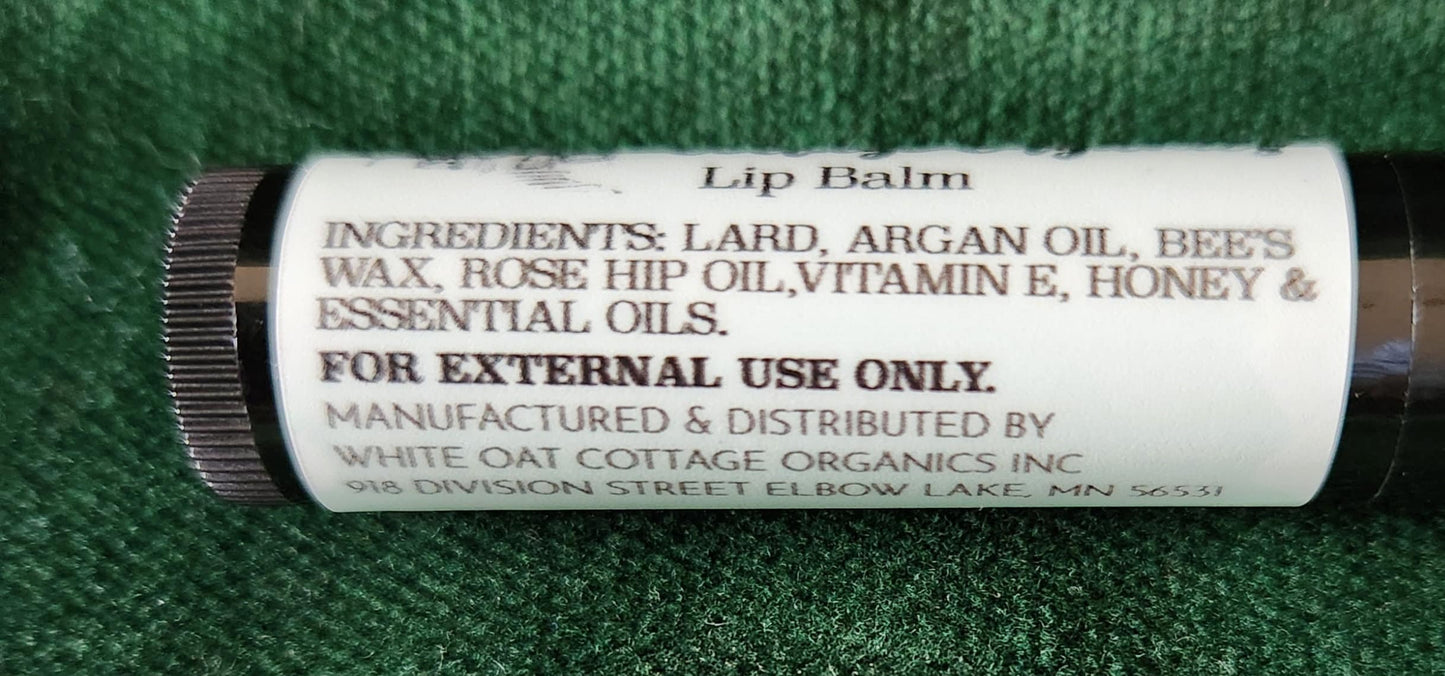 Lip Balm
INGREDIENTS: LARD, ARGAN OIL, BEE'S
WAX, ROSE HIP OIL,VITAMIN E, HONEY &
ESSENTIAL OILS.
FOR EXTERNAL USE ONLY.
MANUFACTURED & DISTRIBUTED BY
WHITE OAT COTTAGE ORGANICS INC
918 DIVISION STREET ELBOW LAKE, MN 56531